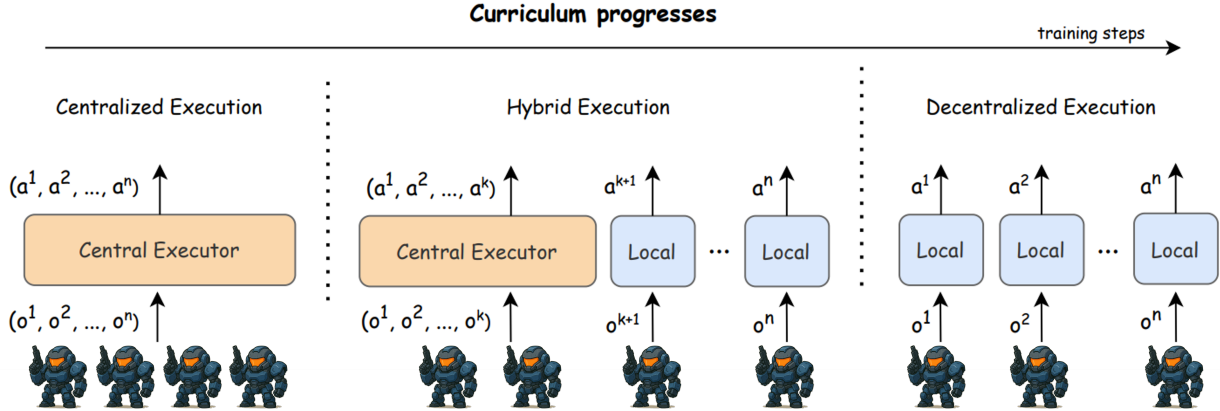 Curriculum progresses
training steps
Centralized Execution
Hybrid Execution
Decentralized Execution
(a¹, a², ..., aⁿ)
(a¹, a², ..., aᵏ)
aᵏ⁺¹
aⁿ
a¹
a²
aⁿ
Central Executor
Central Executor
Local
...
Local
Local
Local
...
Local
(o¹, o², ..., oⁿ)
(o¹, o², ..., oᵏ)
oᵏ⁺¹
oⁿ
o¹
o²
oⁿ